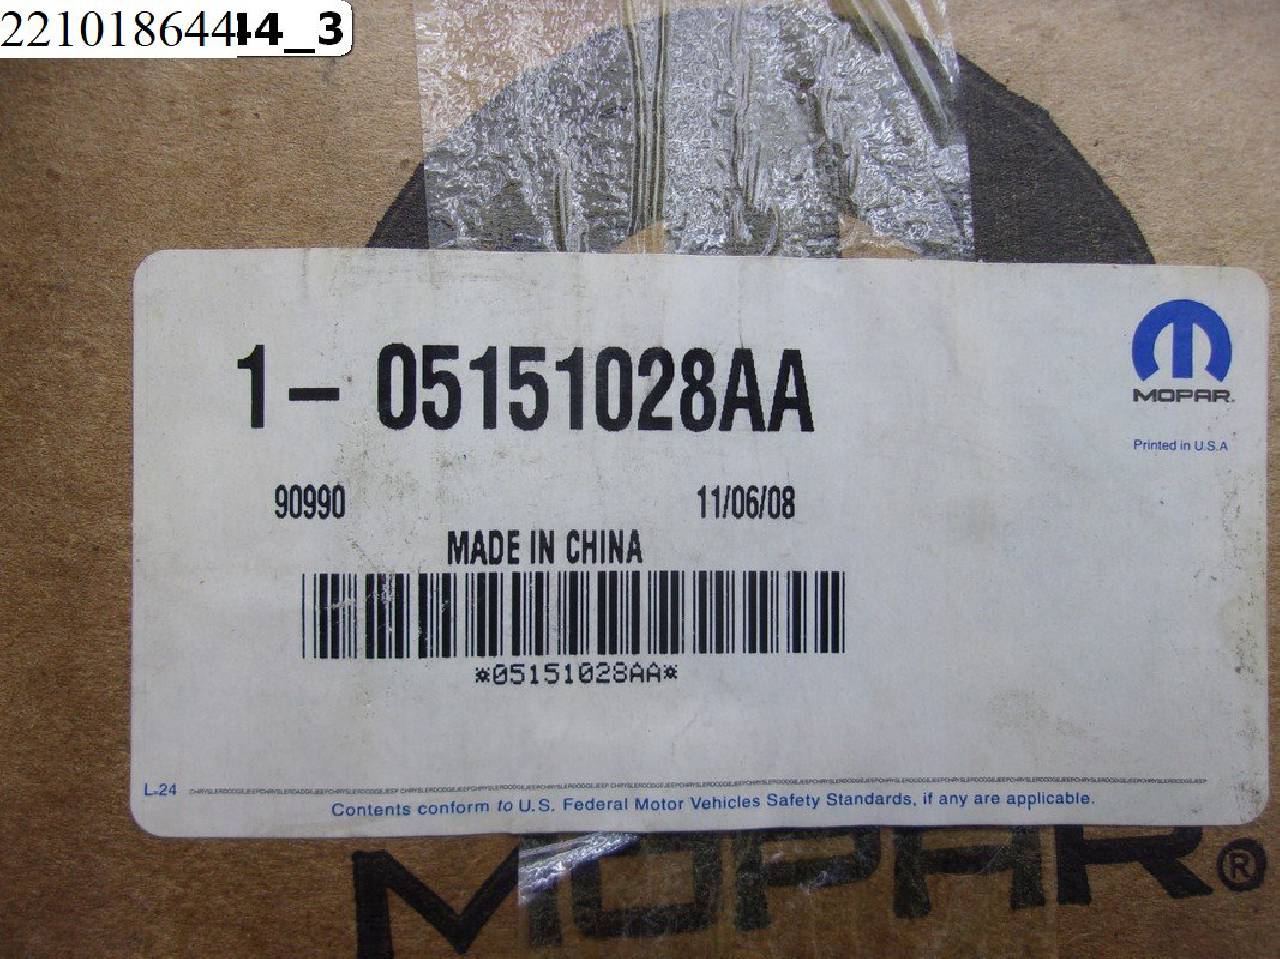 22101864444_3
1- 05151028AA
MOPAR.
Printed in U.S.A
90990
11/06/08
MADE IN CHINA
*05151028AA*
L-24
Contents conform to U.S. Federal Motor Vehicles Safety Standards, if any are applicable.
MOPAR®